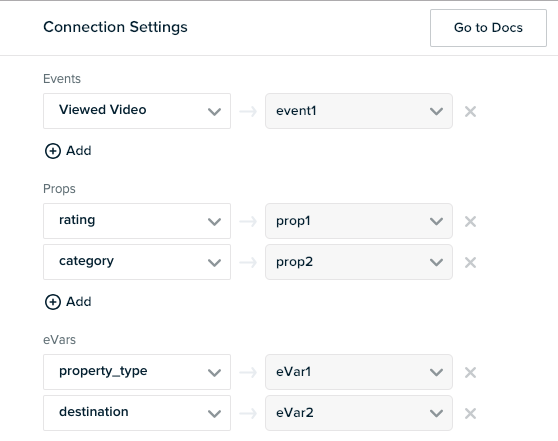 Connection Settings Go to Docs
Events
Viewed Video event1
Add
Props
rating prop1
category prop2
Add
eVars
property_type eVar1
destination eVar2